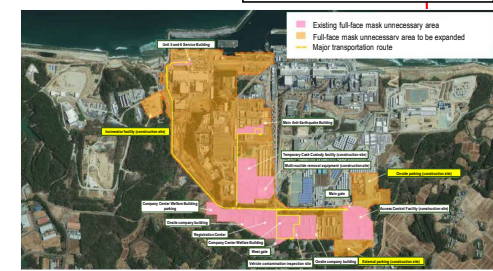 Existing full-face mask unnecessary area
Full-face mask unnecessary area to be expanded
Major transportation route
Unit 5 and 6 Service Building
Main Anti-Earthquake Building
Incinerator facility (construction site)
Temporary Cask Custody facility (construction site)
Multi-nuclide removal equipment (construction site)
Onsite parking (construction site)
Main gate
Company Center Welfare Building
parking
Access Control Facility (construction site)
Onsite company building
Registration Center
Company Center Welfare Building
West gate
Vehicle contamination inspection site
Onsite company building
External parking (construction site)